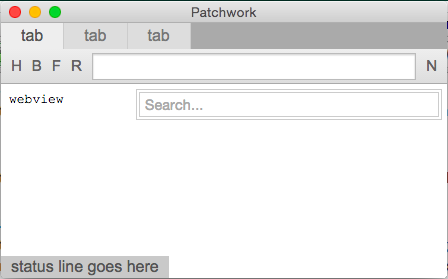 Patchwork
tab tab tab
H B F R N
webview Search...
status line goes here